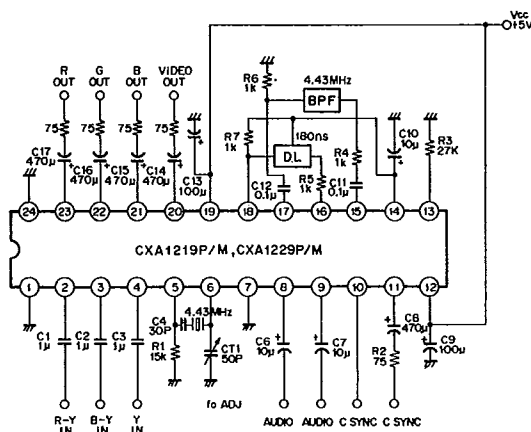 Vcc
+5V
R OUT
G OUT
B OUT
VIDEO OUT
R6 1k
4.43MHz
BPF
75
75
75
75
C17 470μ
C16 470μ
C15 470μ
C14 470μ
C13 100μ
R7 1k
180ns
D.L
R4 1k
C10 10μ
R3 27K
C12 0.1μ
R5 1k
C11 0.1μ
24
23
22
21
20
19
18
17
16
15
14
13
CXA1219P/M, CXA1229P/M
1
2
3
4
5
6
7
8
9
10
11
12
C1 1μ
C2 1μ
C3 1μ
C4 30P
4.43MHz
R1 15k
CT1 50P
C6 10μ
C7 10μ
C8 470μ
R2 75
C9 100μ
fo ADJ
R-Y IN
B-Y IN
Y IN
AUDIO
AUDIO
C SYNC
C SYNC